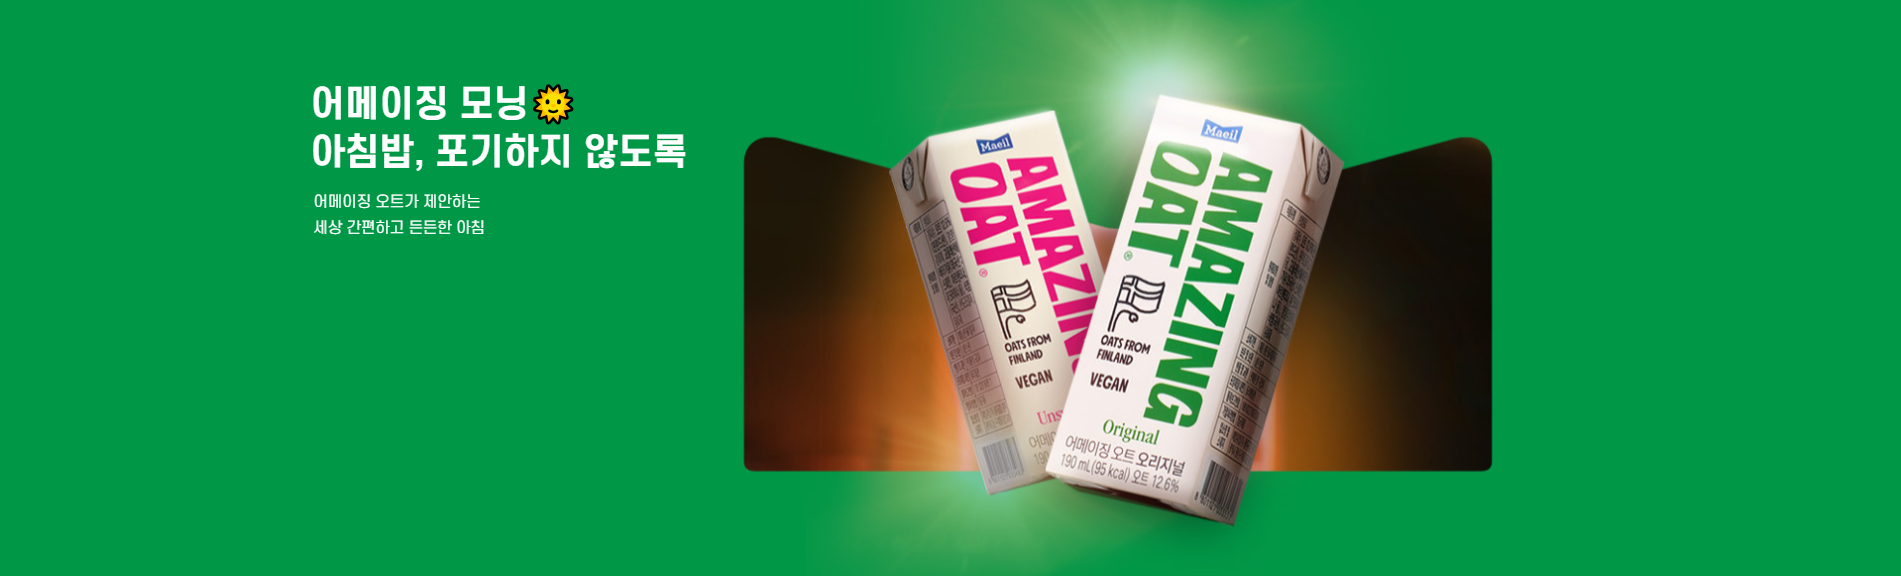 어메이징 모닝
아침밥, 포기하지 않도록
어메이징 오트가 제안하는
세상 간편하고 든든한 아침
Maeil
AMAZING
OAT
OATS FROM
FINLAND
VEGAN
Maeil
AMAZING
OAT
OATS FROM
FINLAND
VEGAN
Original
어메이징 오트 오리지널
190 mL(95 kcal) 오트 12.6%